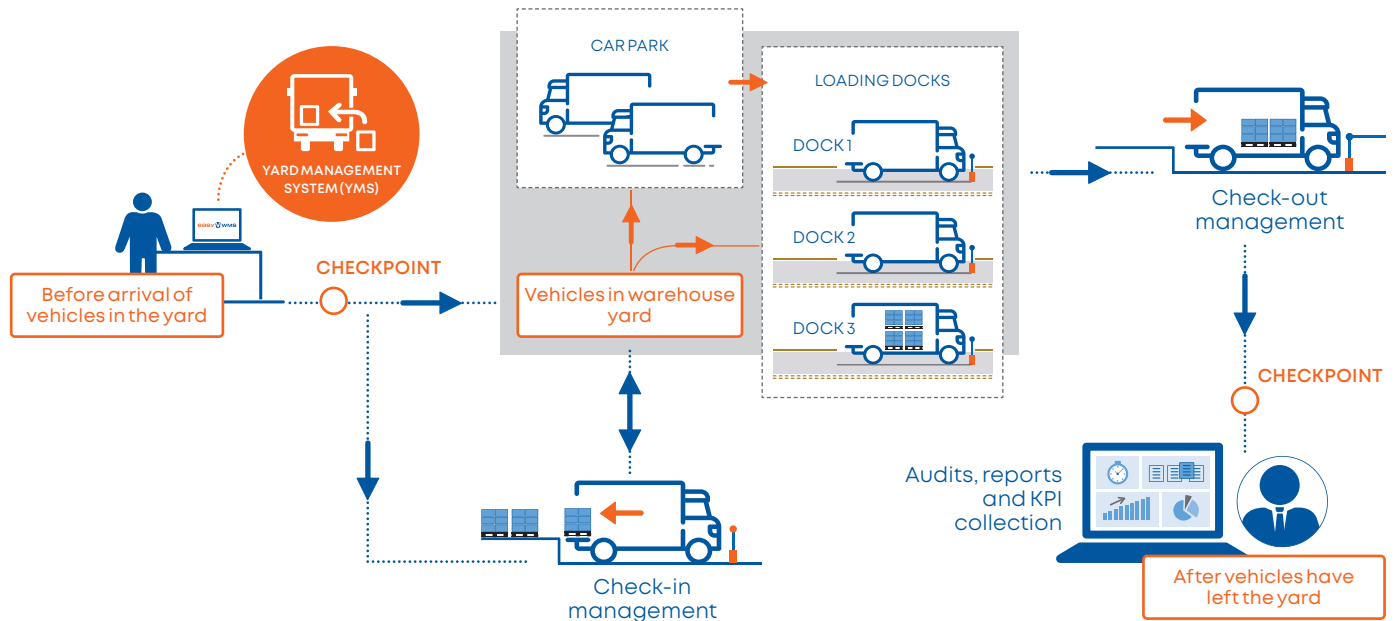 YARD MANAGEMENT
SYSTEM (YMS)
EASY WMS
Before arrival of
vehicles in the yard
CHECKPOINT
CAR PARK
Vehicles in warehouse
yard
LOADING DOCKS
DOCK 1
DOCK 2
DOCK 3
Check-in
management
Check-out
management
CHECKPOINT
Audits, reports
and KPI
collection
After vehicles have
left the yard